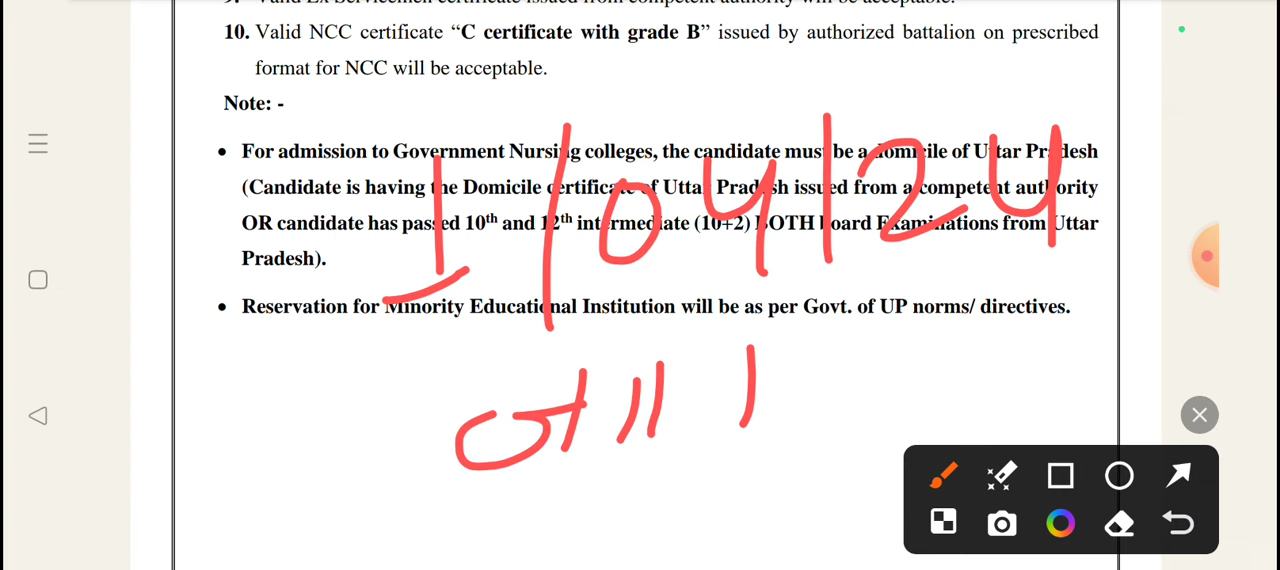 10. Valid NCC certificate “C certificate with grade B” issued by authorized battalion on prescribed
format for NCC will be acceptable.
Note: -
• For admission to Government Nursing colleges, the candidate must be a domicile of Uttar Pradesh
(Candidate is having the Domicile certificate of Uttar Pradesh issued from a competent authority
OR candidate has passed 10th and 12th intermediate (10+2) BOTH board Examinations from Uttar
Pradesh).
• Reservation for Minority Educational Institution will be as per Govt. of UP norms/ directives.
1/04/24